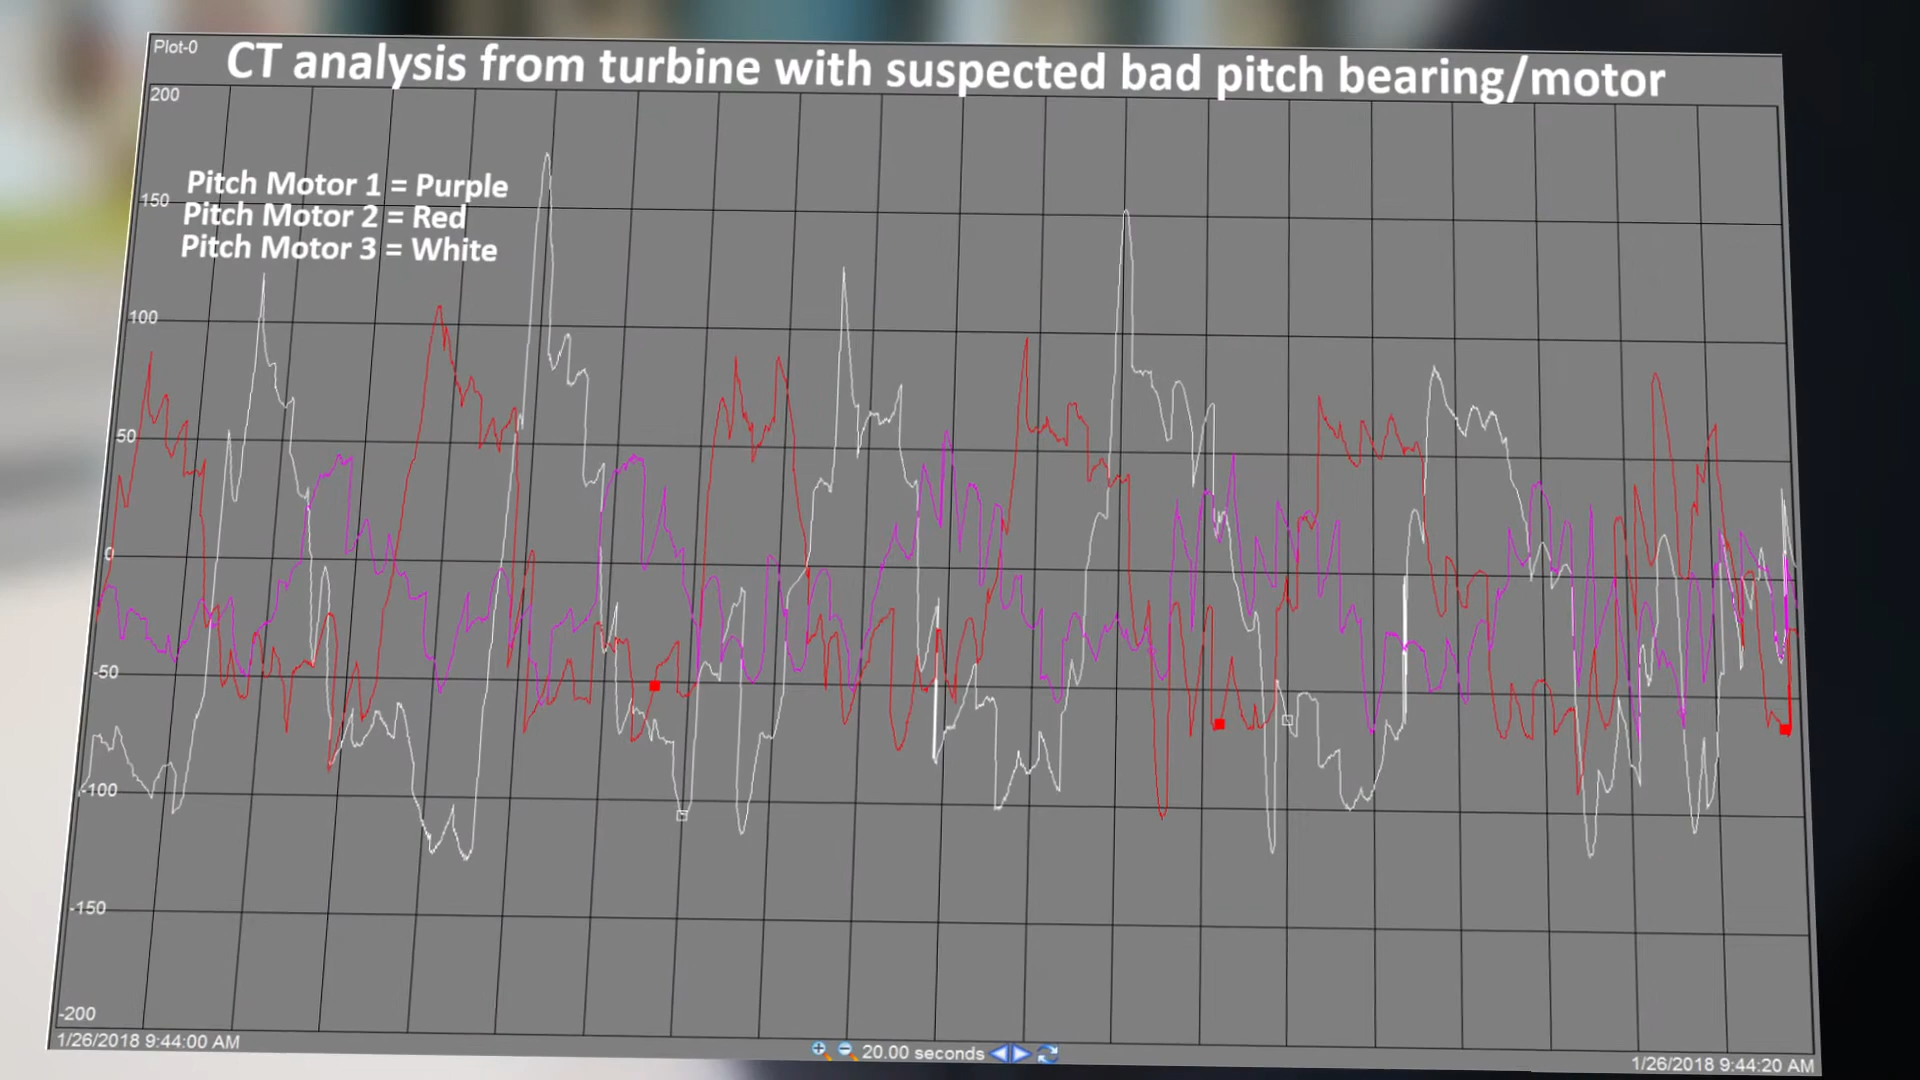 Plot-0
CT analysis from turbine with suspected bad pitch bearing/motor
200
Pitch Motor 1 = Purple
150
Pitch Motor 2 = Red
Pitch Motor 3 = White
100
50
0
-50
-100
-150
-200
1/26/2018 9:44:00 AM
20.00 seconds
1/26/2018 9:44:20 AM